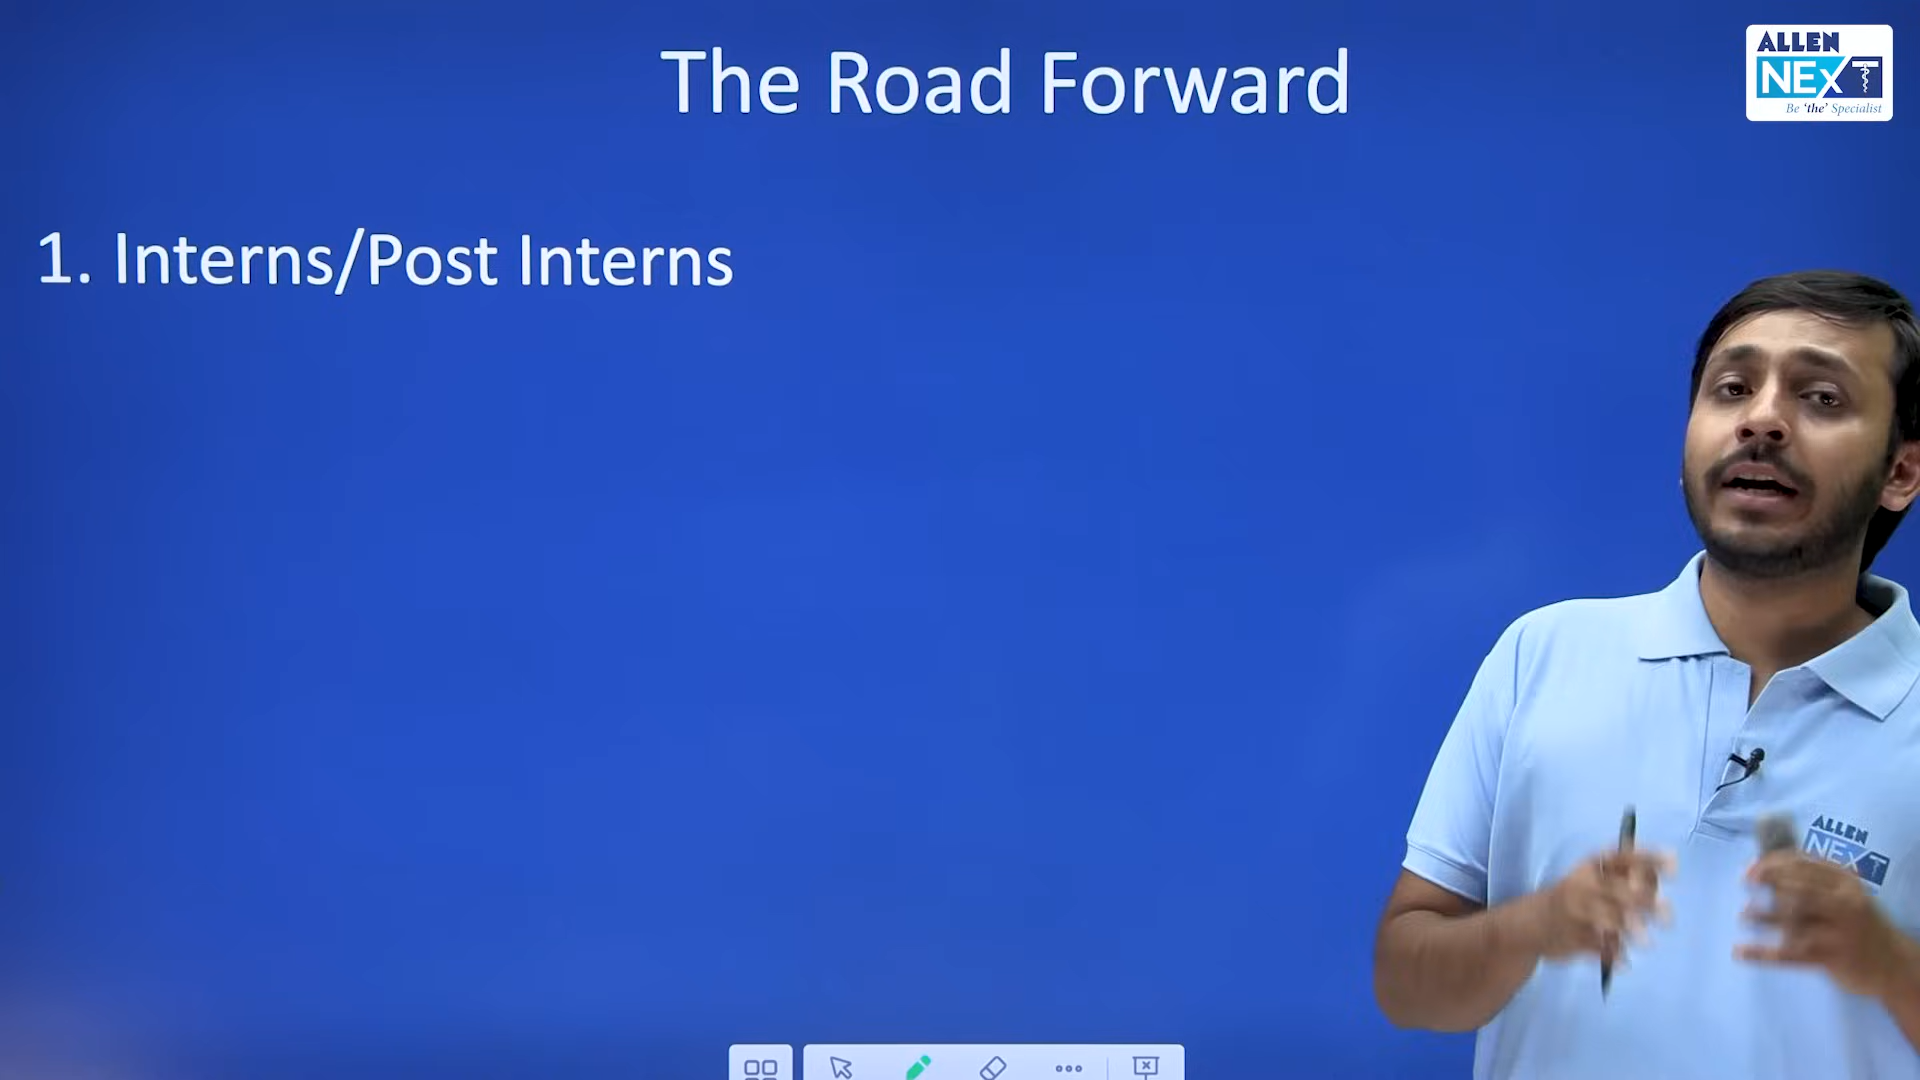 The Road Forward
ALLEN
NEXT
Be 'the' Specialist
1. Interns/Post Interns
ALLEN
NEXT